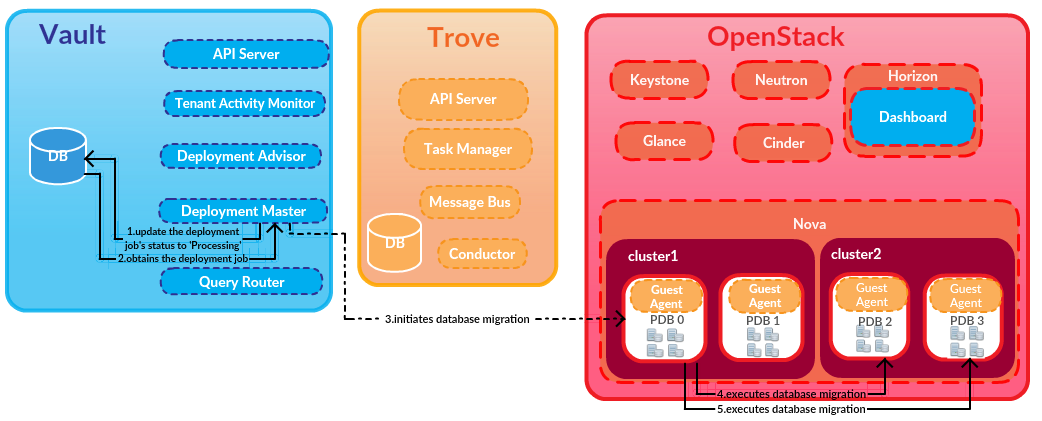 Vault
API Server
Tenant Activity Monitor
DB
Deployment Advisor
Deployment Master
1.update the deployment
job's status to 'Processing'
2.obtains the deployment job
Query Router
Trove
API Server
Task Manager
Message Bus
DB
Conductor
3.initiates database migration
OpenStack
Keystone
Neutron
Horizon
Dashboard
Glance
Cinder
Nova
cluster1
Guest
Agent
PDB 0
Guest
Agent
PDB 1
cluster2
Guest
Agent
PDB 2
Guest
Agent
PDB 3
4.executes database migration
5.executes database migration